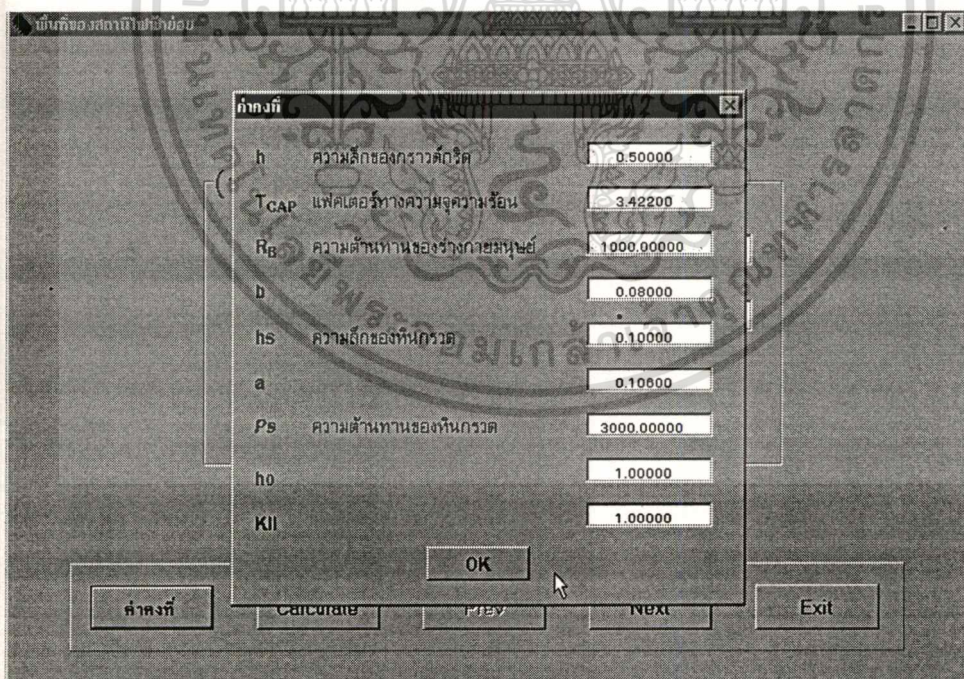 พื้นที่ของสถานีไฟฟ้าย่อย
ค่าคงที่
h ความลึกของกราวด์กริด 0.50000
TCAP แฟคเตอร์ทางความจุความร้อน 3.42200
RB ความต้านทานของร่างกายมนุษย์ 1000.00000
b 0.08000
hs ความลึกของหินกรวด 0.10000
a 0.10600
Ps ความต้านทานของหินกรวด 3000.00000
ho 1.00000
KII 1.00000
OK
ค่าคงที่ Calculate Prev Next Exit